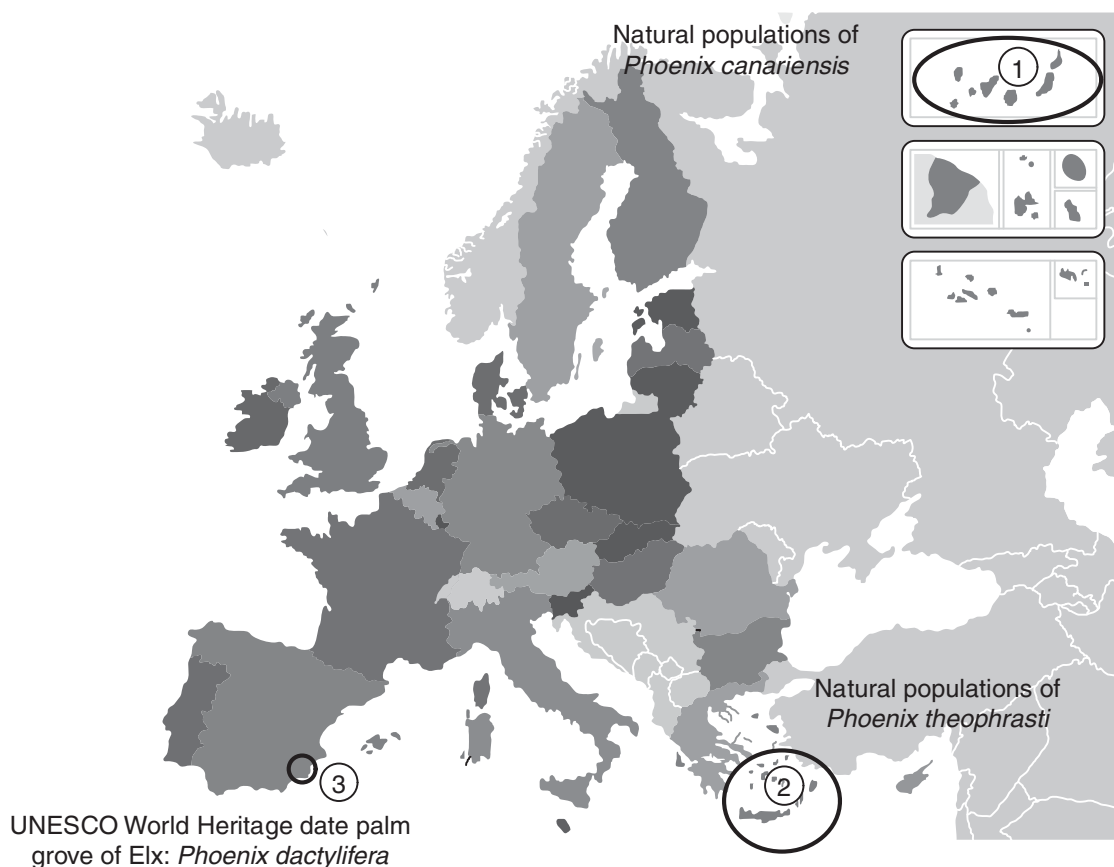 Natural populations of
Phoenix canariensis
1
Natural populations of
Phoenix theophrasti
2
3
UNESCO World Heritage date palm
grove of Elx: Phoenix dactylifera